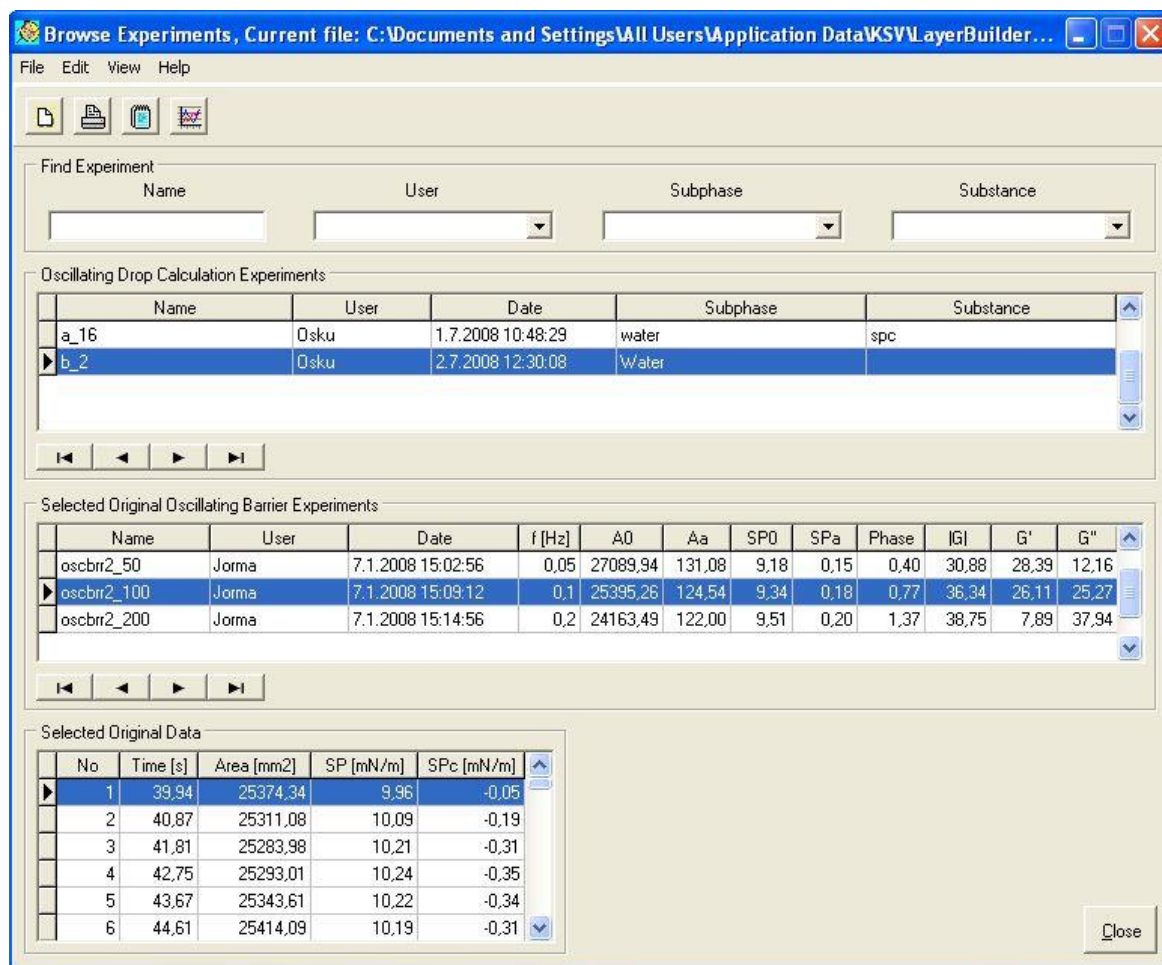 Browse Experiments, Current file: C:\Documents and Settings\All Users\Application Data\KSV\LayerBuilder...
File Edit View Help
Find Experiment
Name User Subphase Substance
Oscillating Drop Calculation Experiments
Name User Date Subphase Substance
a_16 Osku 1.7.2008 10:48:29 water spc
b_2 Osku 2.7.2008 12:30:08 Water
Selected Original Oscillating Barrier Experiments
Name User Date f [Hz] A0 Aa SP0 SPa Phase |G| G' G"
oscbrr2_50 Jorma 7.1.2008 15:02:56 0,05 27089,94 131,08 9,18 0,15 0,40 30,88 28,39 12,16
oscbrr2_100 Jorma 7.1.2008 15:09:12 0,1 25395,26 124,54 9,34 0,18 0,77 36,34 26,11 25,27
oscbrr2_200 Jorma 7.1.2008 15:14:56 0,2 24163,49 122,00 9,51 0,20 1,37 38,75 7,89 37,94
Selected Original Data
No Time [s] Area [mm2] SP [mN/m] SPc [mN/m]
1 39,94 25374,34 9,96 -0,05
2 40,87 25311,08 10,09 -0,19
3 41,81 25283,98 10,21 -0,31
4 42,75 25293,01 10,24 -0,35
5 43,67 25343,61 10,22 -0,34
6 44,61 25414,09 10,19 -0,31
Close